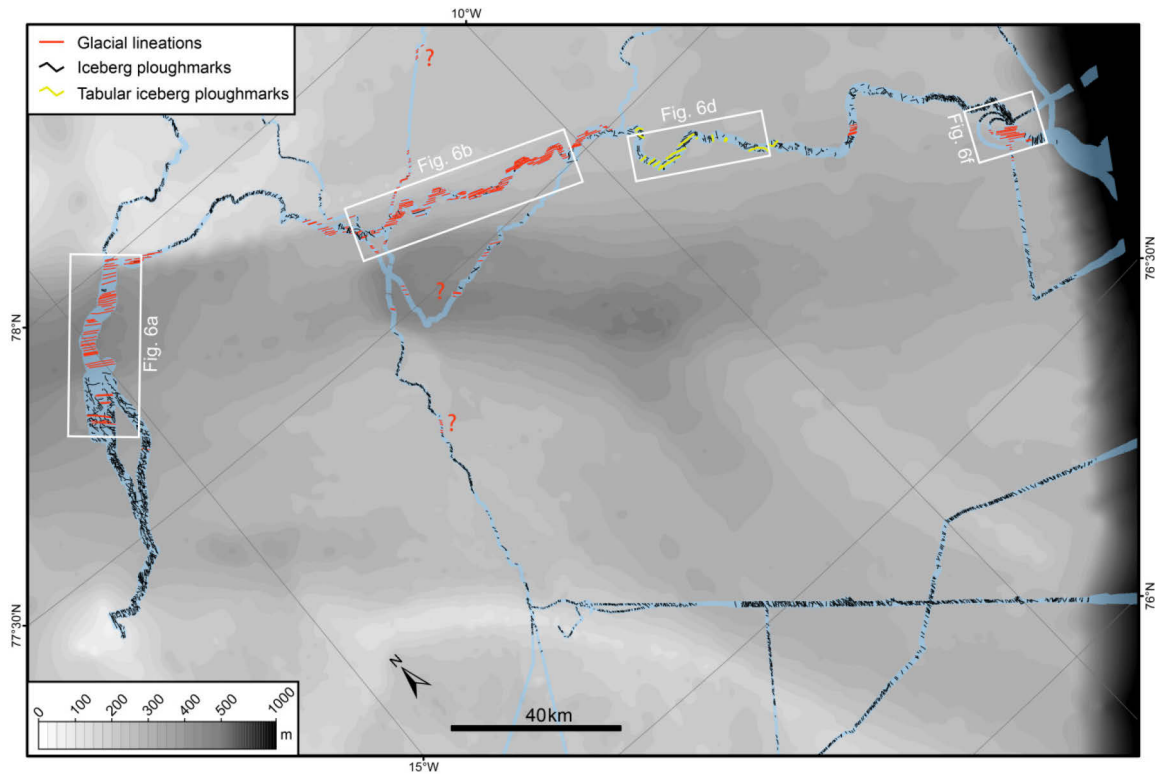 10°W
Glacial lineations
Iceberg ploughmarks
Tabular iceberg ploughmarks
?
Fig. 6d
Fig. 6b
Fig. 6f
76°30'N
?
78°N
Fig. 6a
?
76°N
77°30'N
N
0 100 200 300 400 500 1000
m
40km
15°W